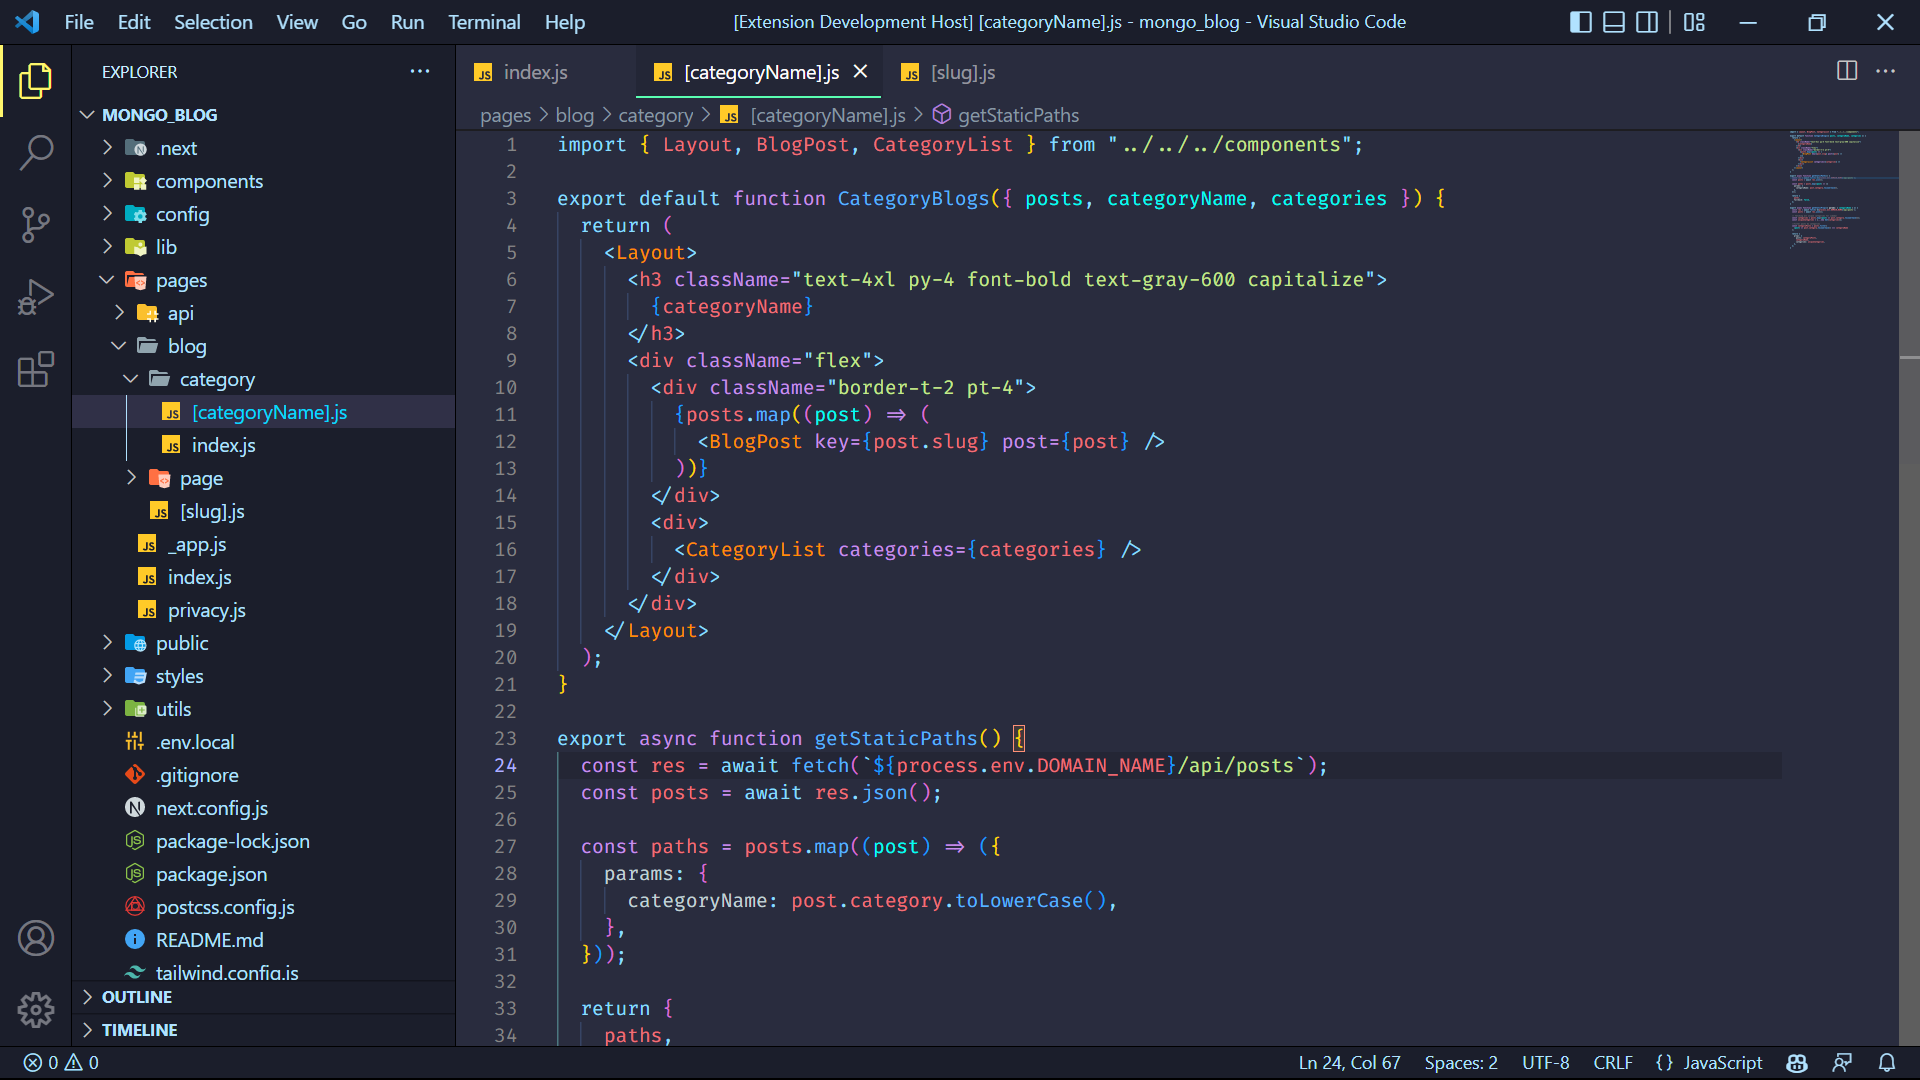 File Edit Selection View Go Run Terminal Help
[Extension Development Host] [categoryName].js - mongo_blog - Visual Studio Code
EXPLORER
MONGO_BLOG
.next
components
config
lib
pages
api
blog
category
[categoryName].js
index.js
page
[slug].js
_app.js
index.js
privacy.js
public
styles
utils
.env.local
.gitignore
next.config.js
package-lock.json
package.json
postcss.config.js
README.md
tailwind.config.js
OUTLINE
TIMELINE
index.js [categoryName].js [slug].js
pages > blog > category > [categoryName].js > getStaticPaths
1 import { Layout, BlogPost, CategoryList } from "../../../components";
2
3 export default function CategoryBlogs({ posts, categoryName, categories }) {
4 return (
5 <Layout>
6 <h3 className="text-4xl py-4 font-bold text-gray-600 capitalize">
7 {categoryName}
8 </h3>
9 <div className="flex">
10 <div className="border-t-2 pt-4">
11 {posts.map((post) => (
12 <BlogPost key={post.slug} post={post} />
13 ))}
14 </div>
15 <div>
16 <CategoryList categories={categories} />
17 </div>
18 </div>
19 </Layout>
20 );
21 }
22
23 export async function getStaticPaths() {
24 const res = await fetch(`${process.env.DOMAIN_NAME}/api/posts`);
25 const posts = await res.json();
26
27 const paths = posts.map((post) => ({
28 params: {
29 categoryName: post.category.toLowerCase(),
30 },
31 }));
32
33 return {
34 paths,
0 0
Ln 24, Col 67 Spaces: 2 UTF-8 CRLF {} JavaScript